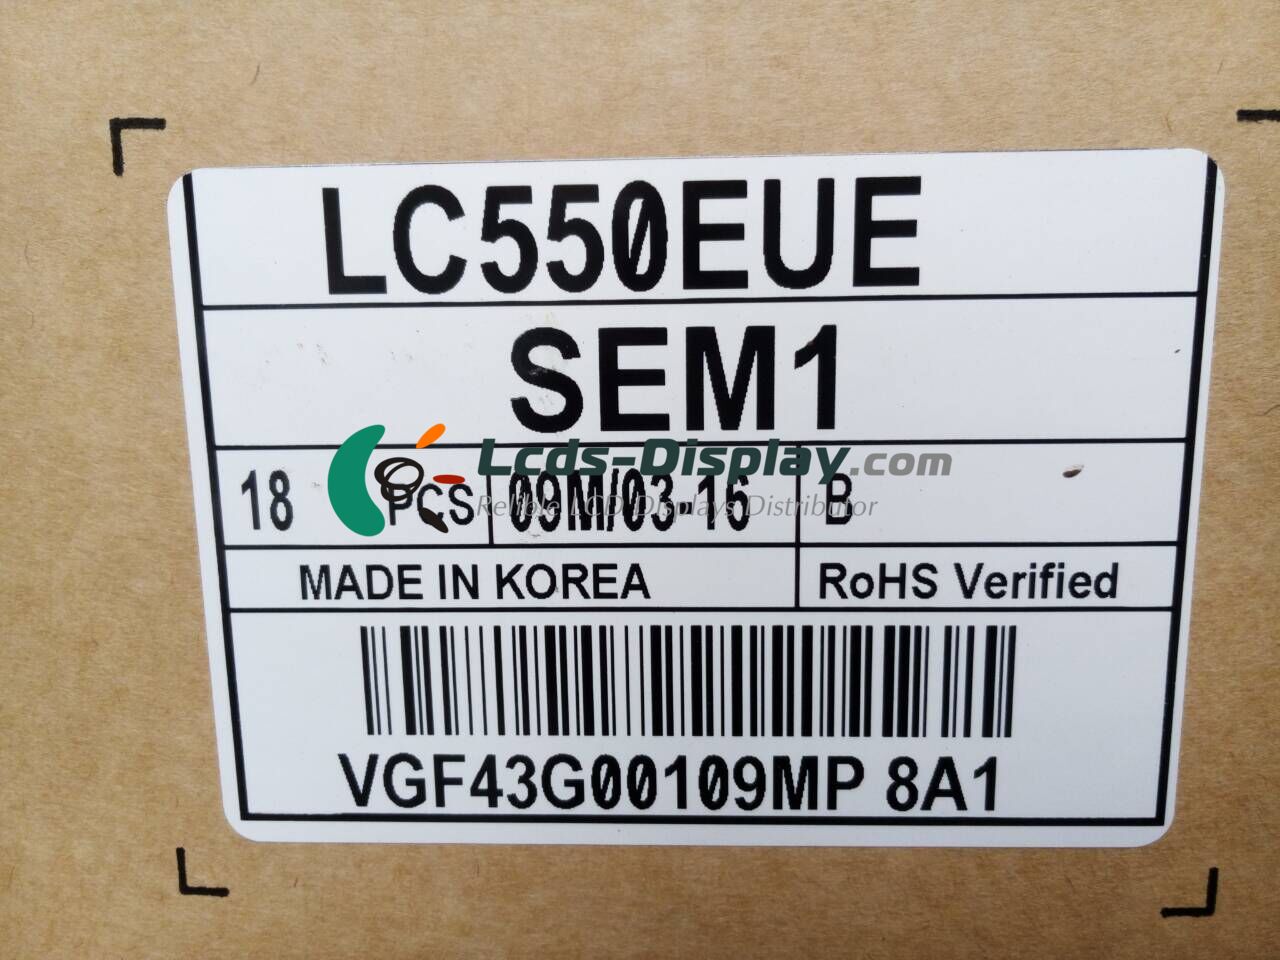 LC550EUE
SEM1
18 PCS 09M/03-15 B
Lcds-Display.com
Relible LCD Displays Distributor
MADE IN KOREA RoHS Verified
VGF43G00109MP 8A1